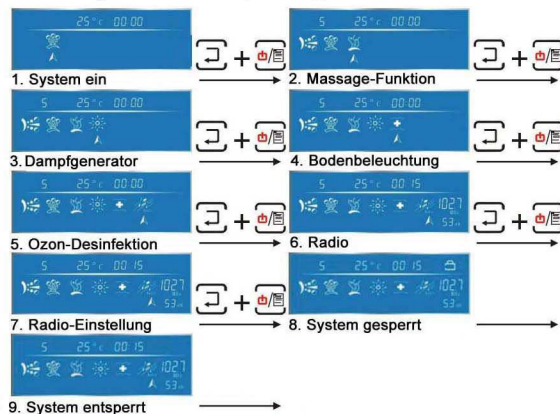 25°c 00:00
1. System ein
5 25°c 00:00
2. Massage-Funktion
5 25°c 00:00
3.Dampfgenerator
5 25°c 00:00
4. Bodenbeleuchtung
5 25°c 00:00
5. Ozon-Desinfektion
5 25°c 00:15
102.7
53
6. Radio
5 25°c 00:15
102.7
53
7. Radio-Einstellung
5 25°c 00:15
102.7
53
8. System gesperrt
5 25°c 00:15
102.7
53
9. System entsperrt